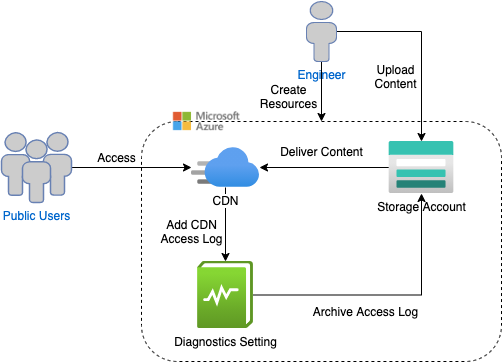 Engineer
Create
Resources
Upload
Content
Microsoft
Azure
Access
Public Users
Deliver Content
CDN
Storage Account
Add CDN
Access Log
Archive Access Log
Diagnostics Setting